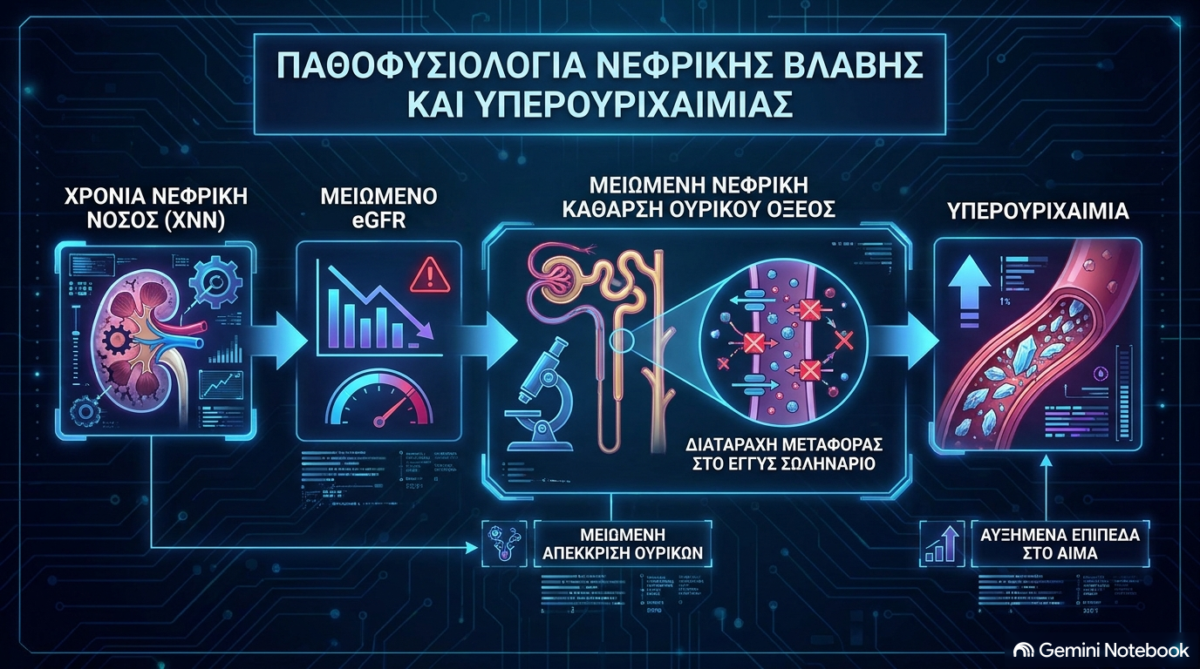 ΠΑΘΟΦΥΣΙΟΛΟΓΙΑ ΝΕΦΡΙΚΗΣ ΒΛΑΒΗΣ
ΚΑΙ ΥΠΕΡΟΥΡΙΧΑΙΜΙΑΣ
ΧΡΟΝΙΑ ΝΕΦΡΙΚΗ
ΝΟΣΟΣ (ΧΝΝ)
ΜΕΙΩΜΕΝΟ
eGFR
ΜΕΙΩΜΕΝΗ ΝΕΦΡΙΚΗ
ΚΑΘΑΡΣΗ ΟΥΡΙΚΟΥ ΟΞΕΟΣ
ΔΙΑΤΑΡΑΧΗ ΜΕΤΑΦΟΡΑΣ
ΣΤΟ ΕΓΓΥΣ ΣΩΛΗΝΑΡΙΟ
ΥΠΕΡΟΥΡΙΧΑΙΜΙΑ
1%
ΜΕΙΩΜΕΝΗ
ΑΠΕΚΚΡΙΣΗ ΟΥΡΙΚΩΝ
ΑΥΞΗΜΕΝΑ ΕΠΙΠΕΔΑ
ΣΤΟ ΑΙΜΑ
Gemini Notebook